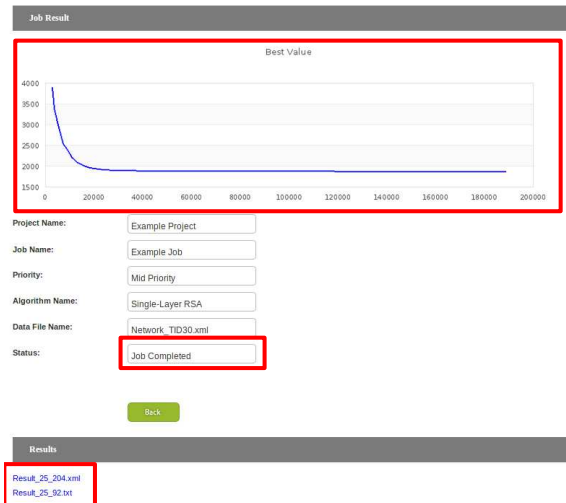 Job Result
Best Value
4000
3500
3000
2500
2000
1500
0 20000 40000 60000 80000 100000 120000 140000 160000 180000 200000
Project Name: Example Project
Job Name: Example Job
Priority: Mid Priority
Algorithm Name: Single-Layer RSA
Data File Name: Network_TID30.xml
Status: Job Completed
Back
Results
Result_25_204.xml
Result_25_92.txt